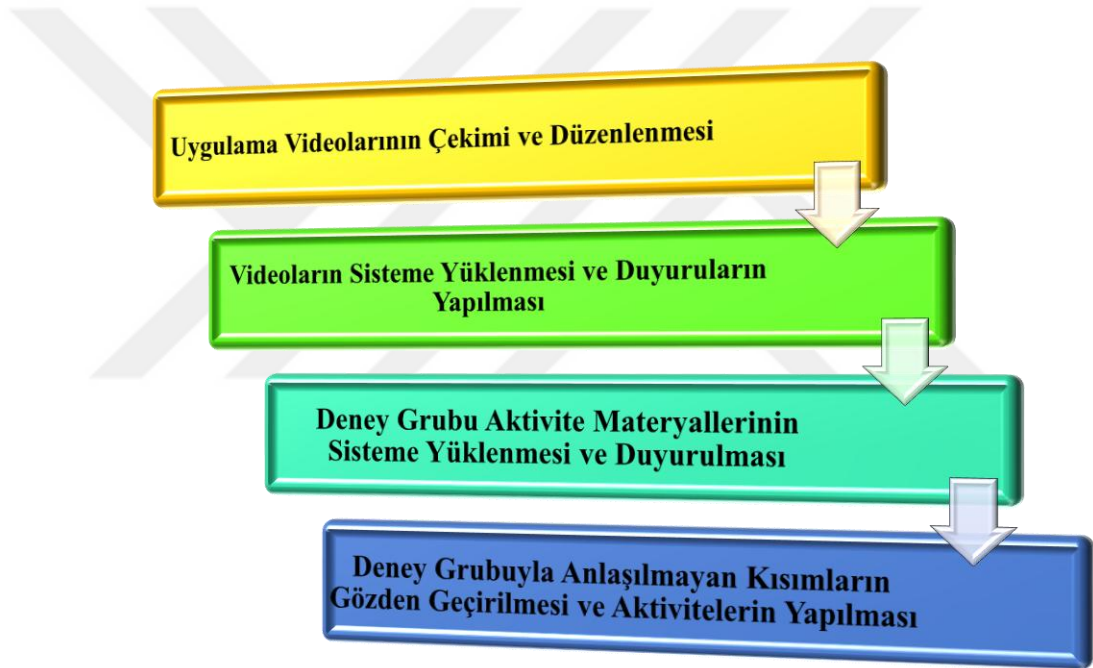 Uygulama Videolarının Çekimi ve Düzenlenmesi
Videoların Sisteme Yüklenmesi ve Duyuruların
Yapılması
Deney Grubu Aktivite Materyallerinin
Sisteme Yüklenmesi ve Duyurulması
Deney Grubuyla Anlaşılmayan Kısımların
Gözden Geçirilmesi ve Aktivitelerin Yapılması